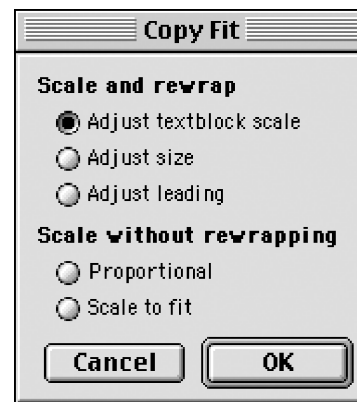 Copy Fit
Scale and rewrap
Adjust textblock scale
Adjust size
Adjust leading
Scale without rewrapping
Proportional
Scale to fit
Cancel OK